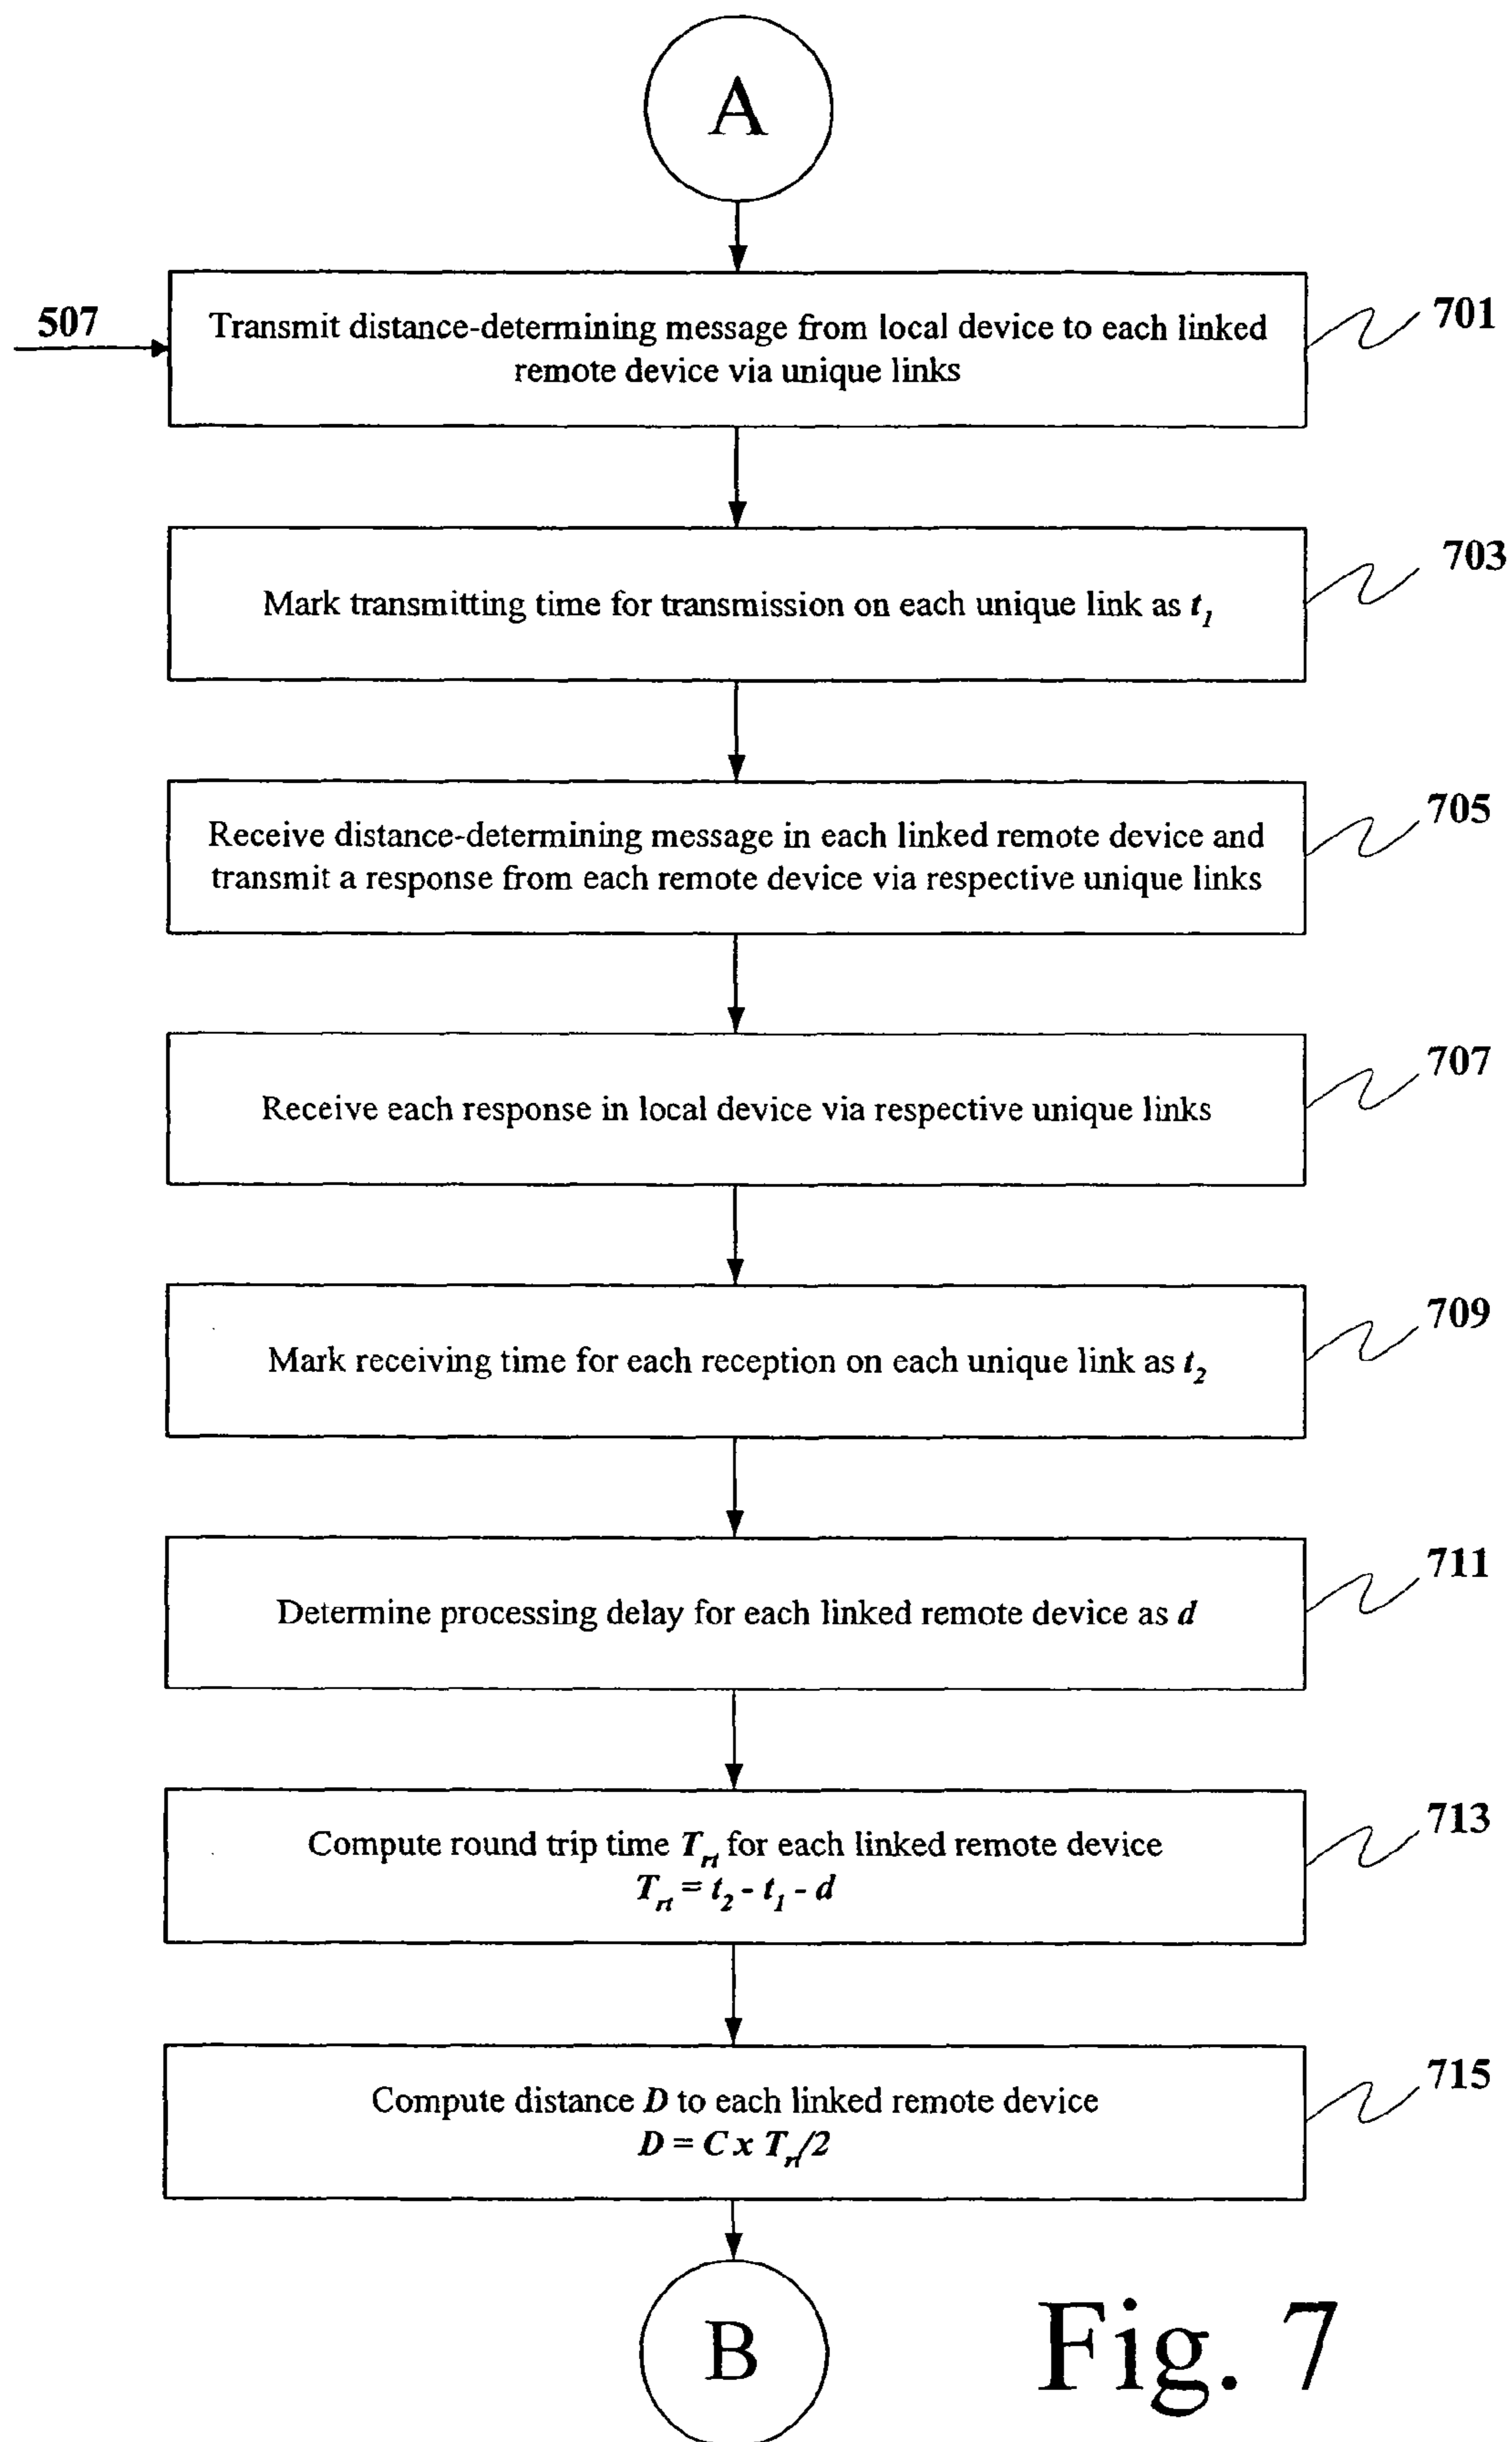 A
507
Transmit distance-determining message from local device to each linked
remote device via unique links
701
Mark transmitting time for transmission on each unique link as t₁
703
Receive distance-determining message in each linked remote device and
transmit a response from each remote device via respective unique links
705
Receive each response in local device via respective unique links
707
Mark receiving time for each reception on each unique link as t₂
709
Determine processing delay for each linked remote device as d
711
Compute round trip time Tᵣₜ for each linked remote device
Tᵣₜ = t₂ - t₁ - d
713
Compute distance D to each linked remote device
D = C x Tᵣₜ/2
715
B
Fig. 7